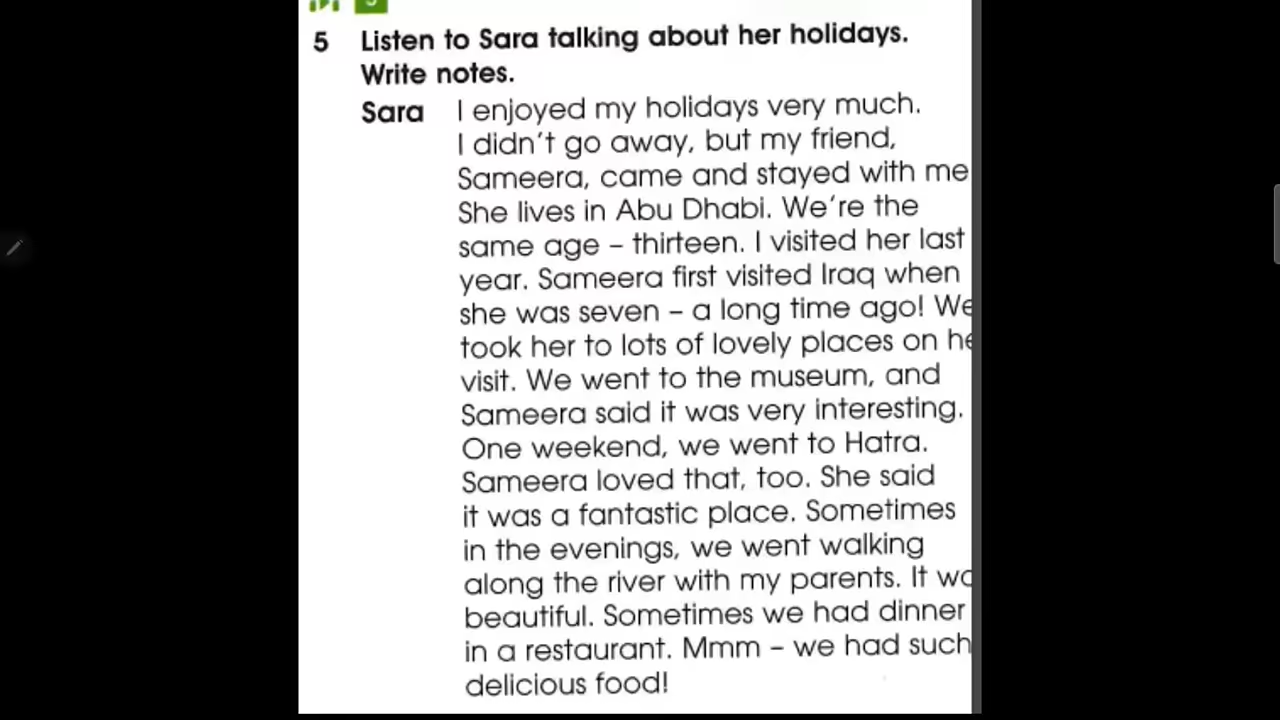 5 Listen to Sara talking about her holidays.
Write notes.
Sara I enjoyed my holidays very much.
I didn't go away, but my friend,
Sameera, came and stayed with me
She lives in Abu Dhabi. We're the
same age – thirteen. I visited her last
year. Sameera first visited Iraq when
she was seven – a long time ago! We
took her to lots of lovely places on
visit. We went to the museum, and
Sameera said it was very interesting.
One weekend, we went to Hatra.
Sameera loved that, too. She said
it was a fantastic place. Sometimes
in the evenings, we went walking
along the river with my parents. It
beautiful. Sometimes we had dinner
in a restaurant. Mmm – we had such
delicious food!